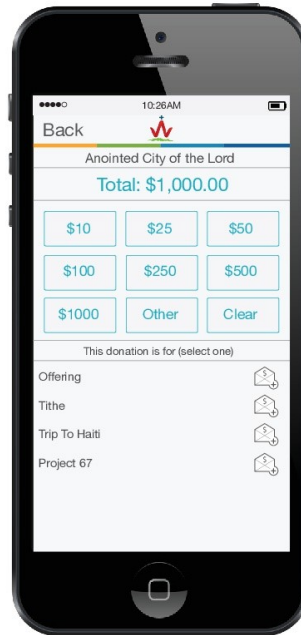 10:26AM
Back
Anointed City of the Lord
Total: $1,000.00
$10 $25 $50
$100 $250 $500
$1000 Other Clear
This donation is for (select one)
Offering
Tithe
Trip To Haiti
Project 67